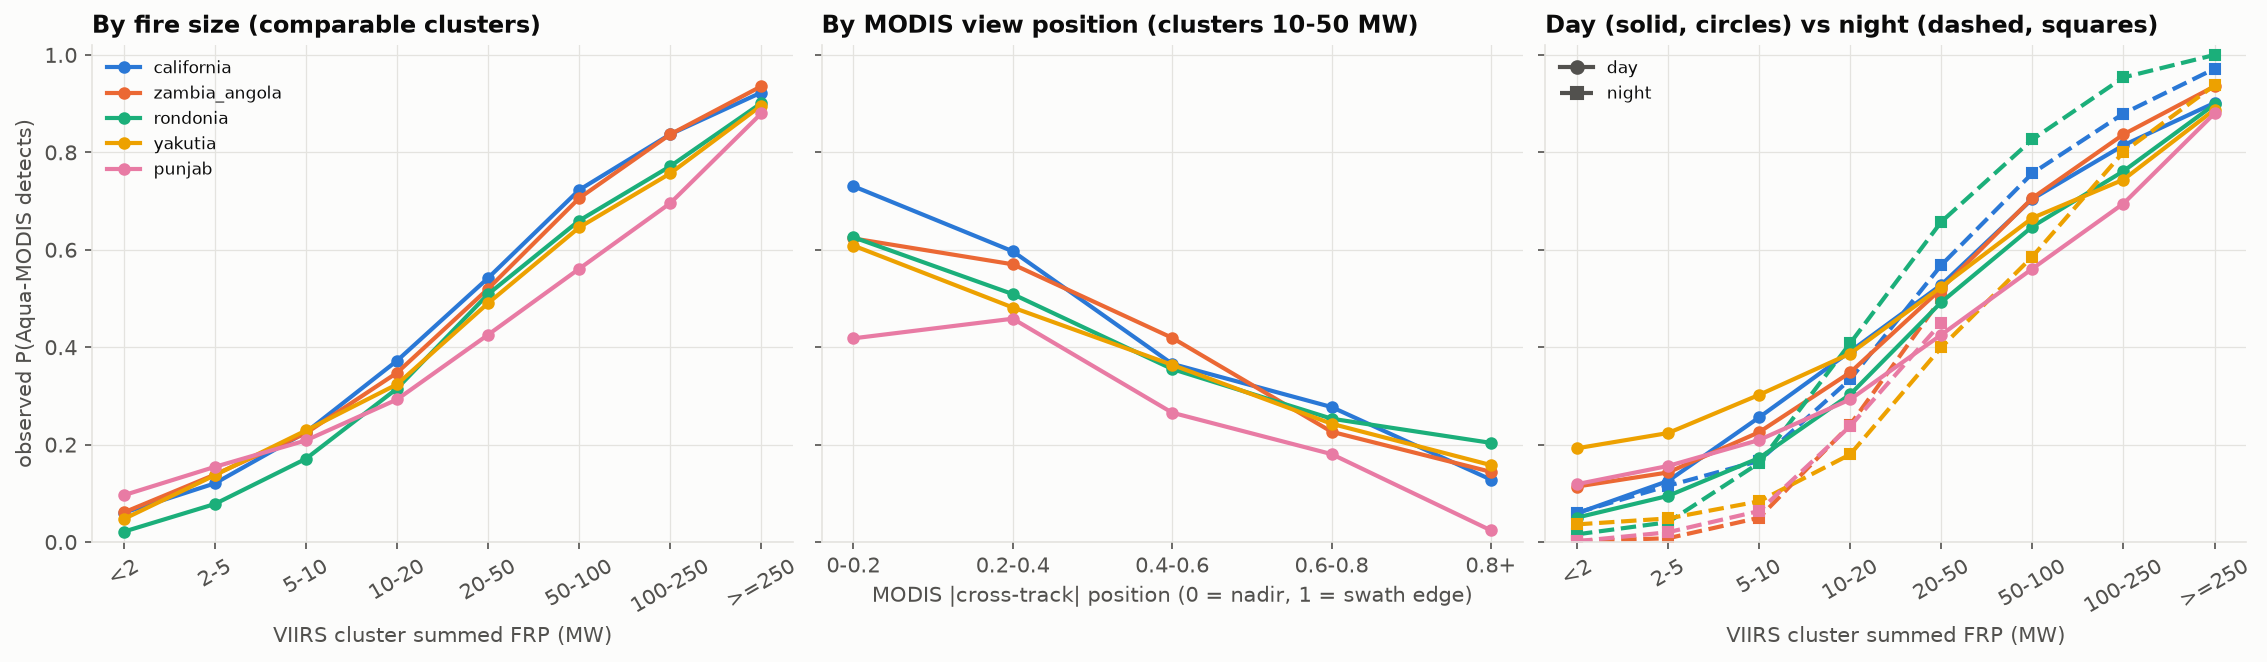 By fire size (comparable clusters)
observed P(Aqua-MODIS detects)
1.0
0.8
0.6
0.4
0.2
0.0
california
zambia_angola
rondonia
yakutia
punjab
<2
2-5
5-10
10-20
20-50
50-100
100-250
>=250
VIIRS cluster summed FRP (MW)
By MODIS view position (clusters 10-50 MW)
0-0.2
0.2-0.4
0.4-0.6
0.6-0.8
0.8+
MODIS |cross-track| position (0 = nadir, 1 = swath edge)
Day (solid, circles) vs night (dashed, squares)
day
night
<2
2-5
5-10
10-20
20-50
50-100
100-250
>=250
VIIRS cluster summed FRP (MW)